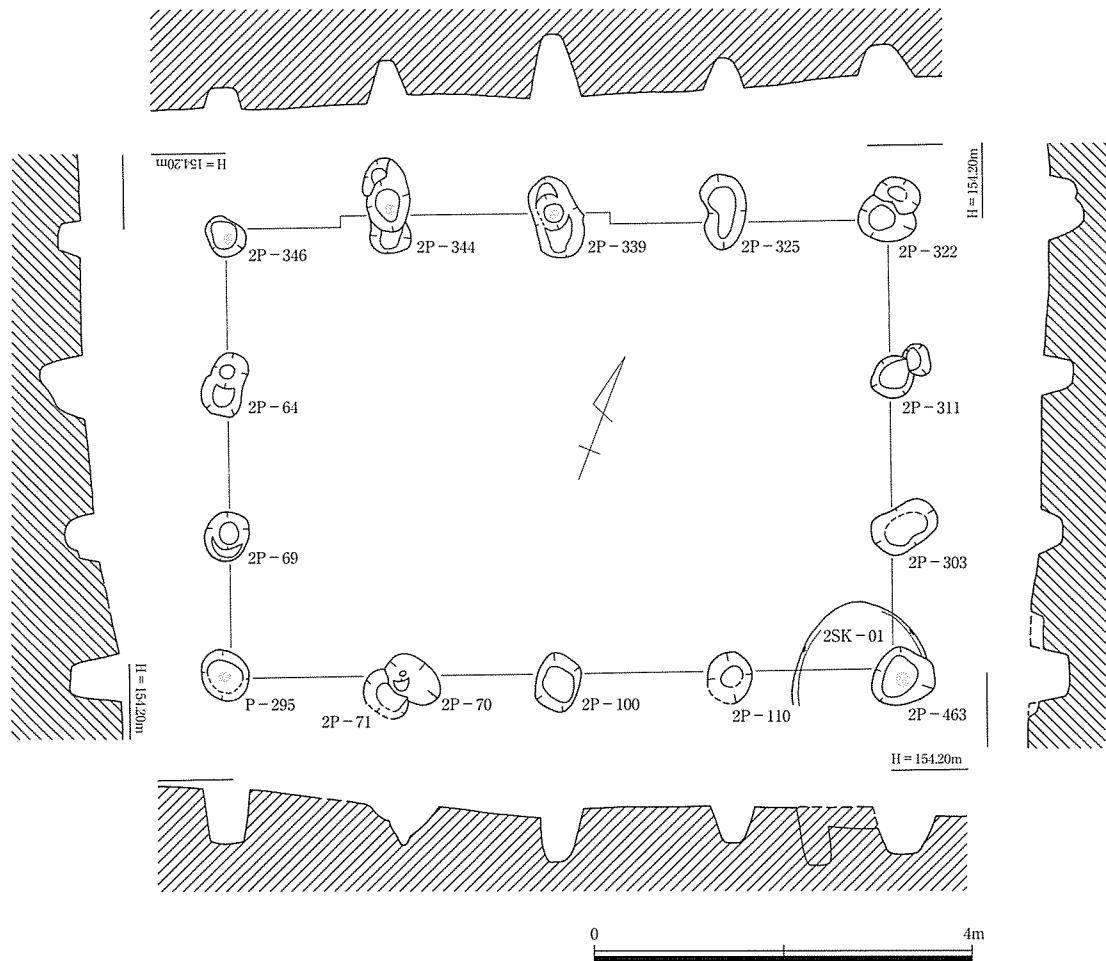 H = 154.20m
H = 154.20m
2P-346
2P-344
2P-339
2P-325
2P-322
2P-64
2P-311
2P-69
2P-303
2SK-01
P-295
2P-71
2P-70
2P-100
2P-110
2P-463
H = 154.20m
H = 154.20m
0
4m